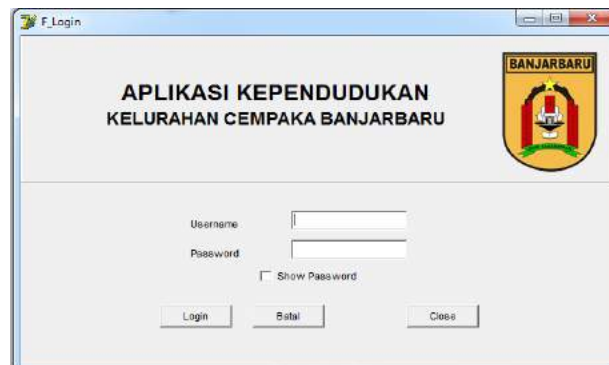 F_Login
BANJARBARU
APLIKASI KEPENDUDUKAN
KELURAHAN CEMPAKA BANJARBARU
Username
Password
Show Password
Login Batal Close